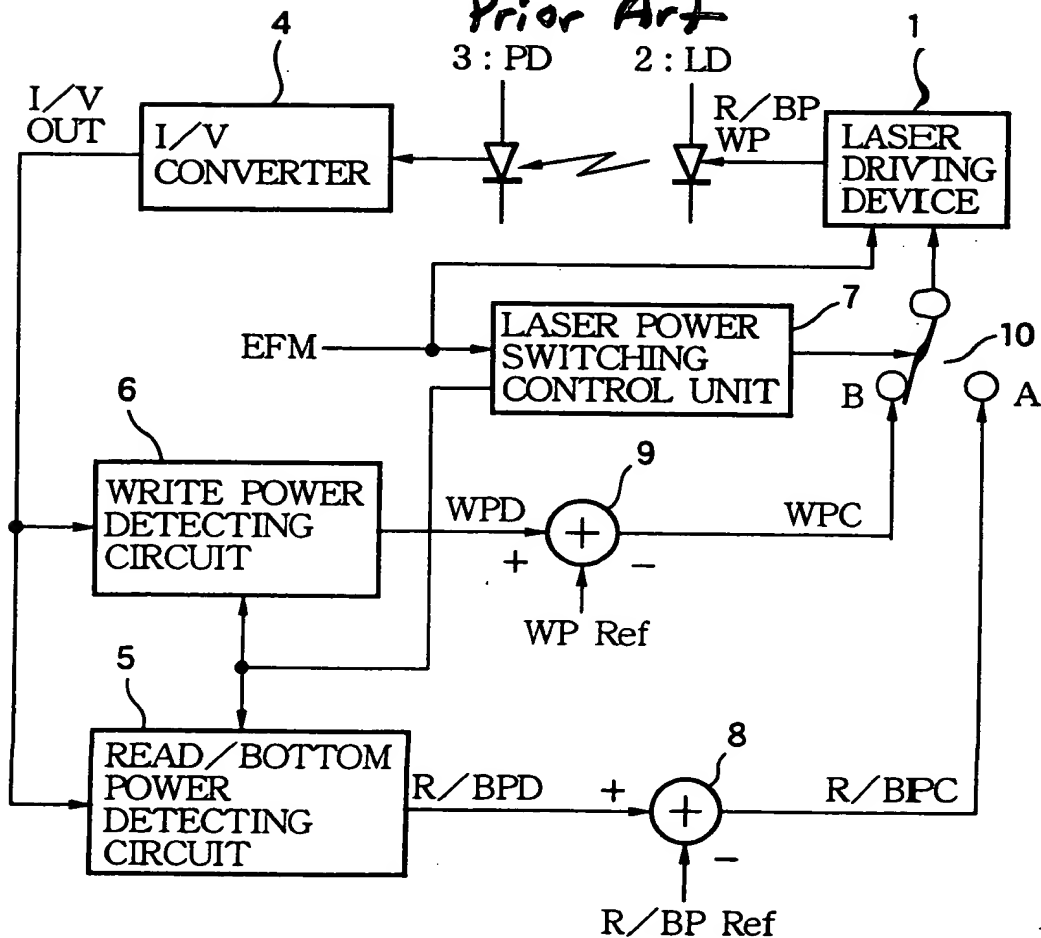 Prior Art
4
3 : PD
2 : LD
1
I/V
OUT
I/V
CONVERTER
R/BP
WP
LASER
DRIVING
DEVICE
7
EFM
LASER POWER
SWITCHING
CONTROL UNIT
10
B
A
6
WRITE POWER
DETECTING
CIRCUIT
WPD
9
+
+
−
WPC
WP Ref
5
READ/BOTTOM
POWER
DETECTING
CIRCUIT
R/BPD
8
+
+
−
R/BPC
R/BP Ref